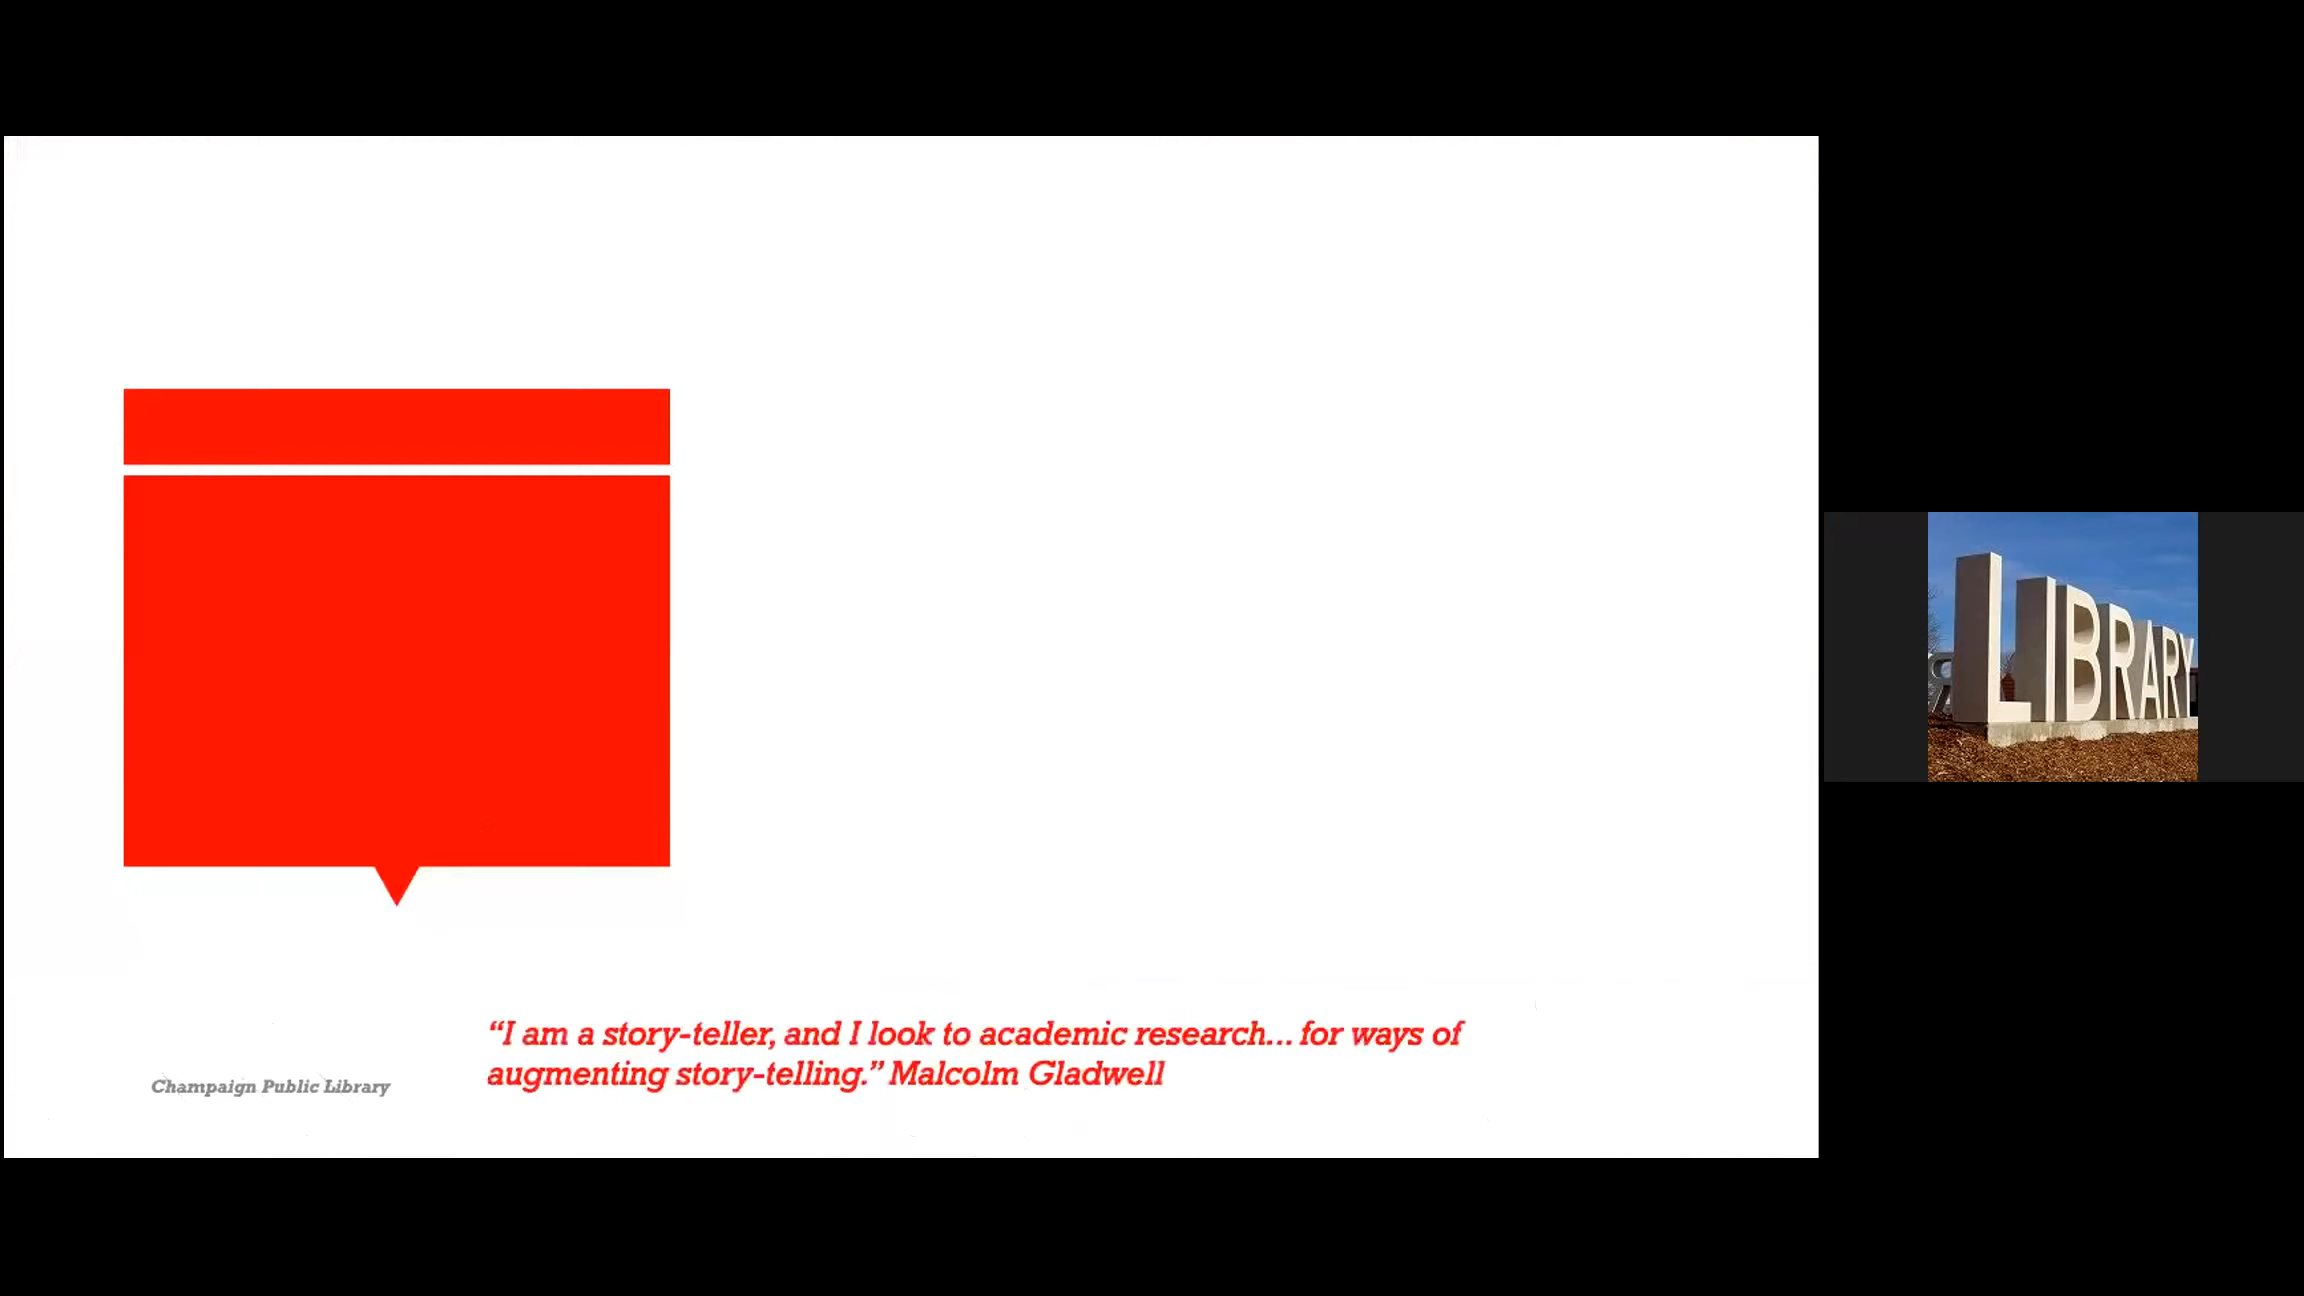 “I am a story-teller, and I look to academic research... for ways of
augmenting story-telling.” Malcolm Gladwell
Champaign Public Library
LIBRARY